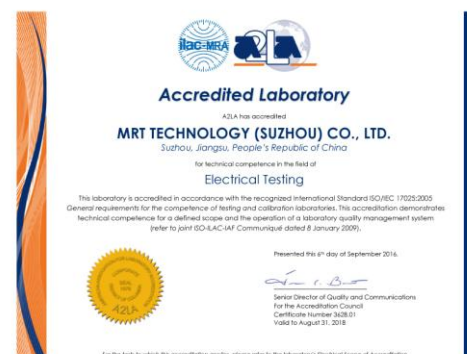 ilac-MRA
A2LA
Accredited Laboratory
A2LA has accredited
MRT TECHNOLOGY (SUZHOU) CO., LTD.
Suzhou, Jiangsu, People's Republic of China
for technical competence in the field of
Electrical Testing
This laboratory is accredited in accordance with the recognized International Standard ISO/IEC 17025:2005
General requirements for the competence of testing and calibration laboratories. This accreditation demonstrates
technical competence for a defined scope and the operation of a laboratory quality management system
(refer to joint ISO-ILAC-IAF Communiqué dated 8 January 2009).
Presented this 6th day of September 2016.
Senior Director of Quality and Communications
For the Accreditation Council
Certificate Number 3628.01
Valid to August 31, 2018
CORPORATE
SEAL
A2LA